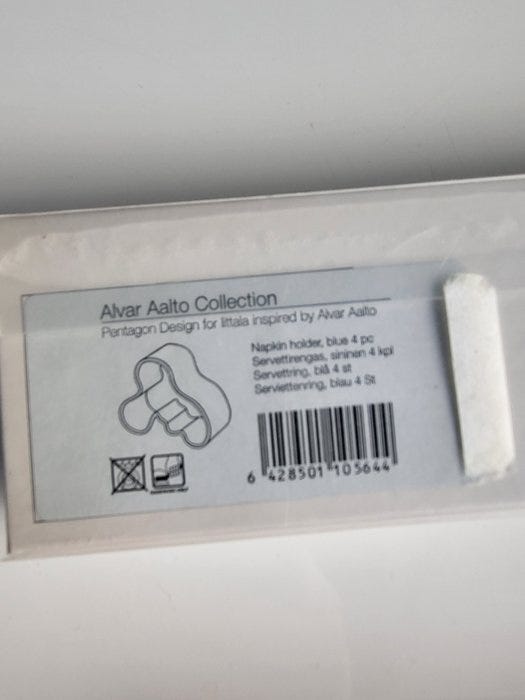 Alvar Aalto Collection
Pentagon Design for Iittala inspired by Alvar Aalto
Napkin holder, blue 4 pc
Servettirengas, sininen 4 kpl
Servettring, blå 4 st
Serviettenring, blau 4 St
6 428501 105644